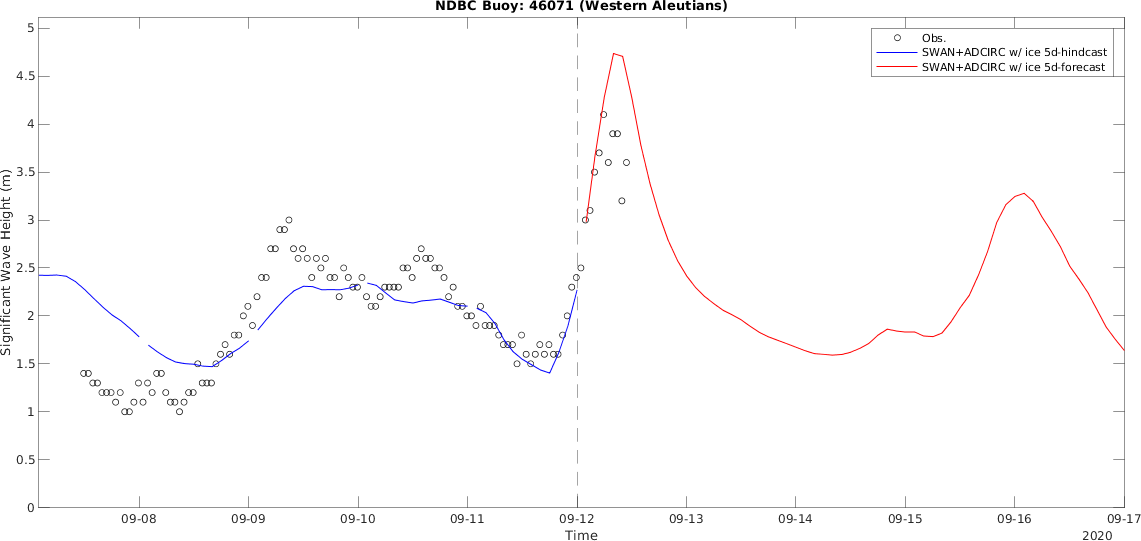 NDBC Buoy: 46071 (Western Aleutians)
Obs.
SWAN+ADCIRC w/ ice 5d-hindcast
SWAN+ADCIRC w/ ice 5d-forecast
Significant Wave Height (m)
5
4.5
4
3.5
3
2.5
2
1.5
1
0.5
0
09-08 09-09 09-10 09-11 09-12 09-13 09-14 09-15 09-16 09-17
Time
2020